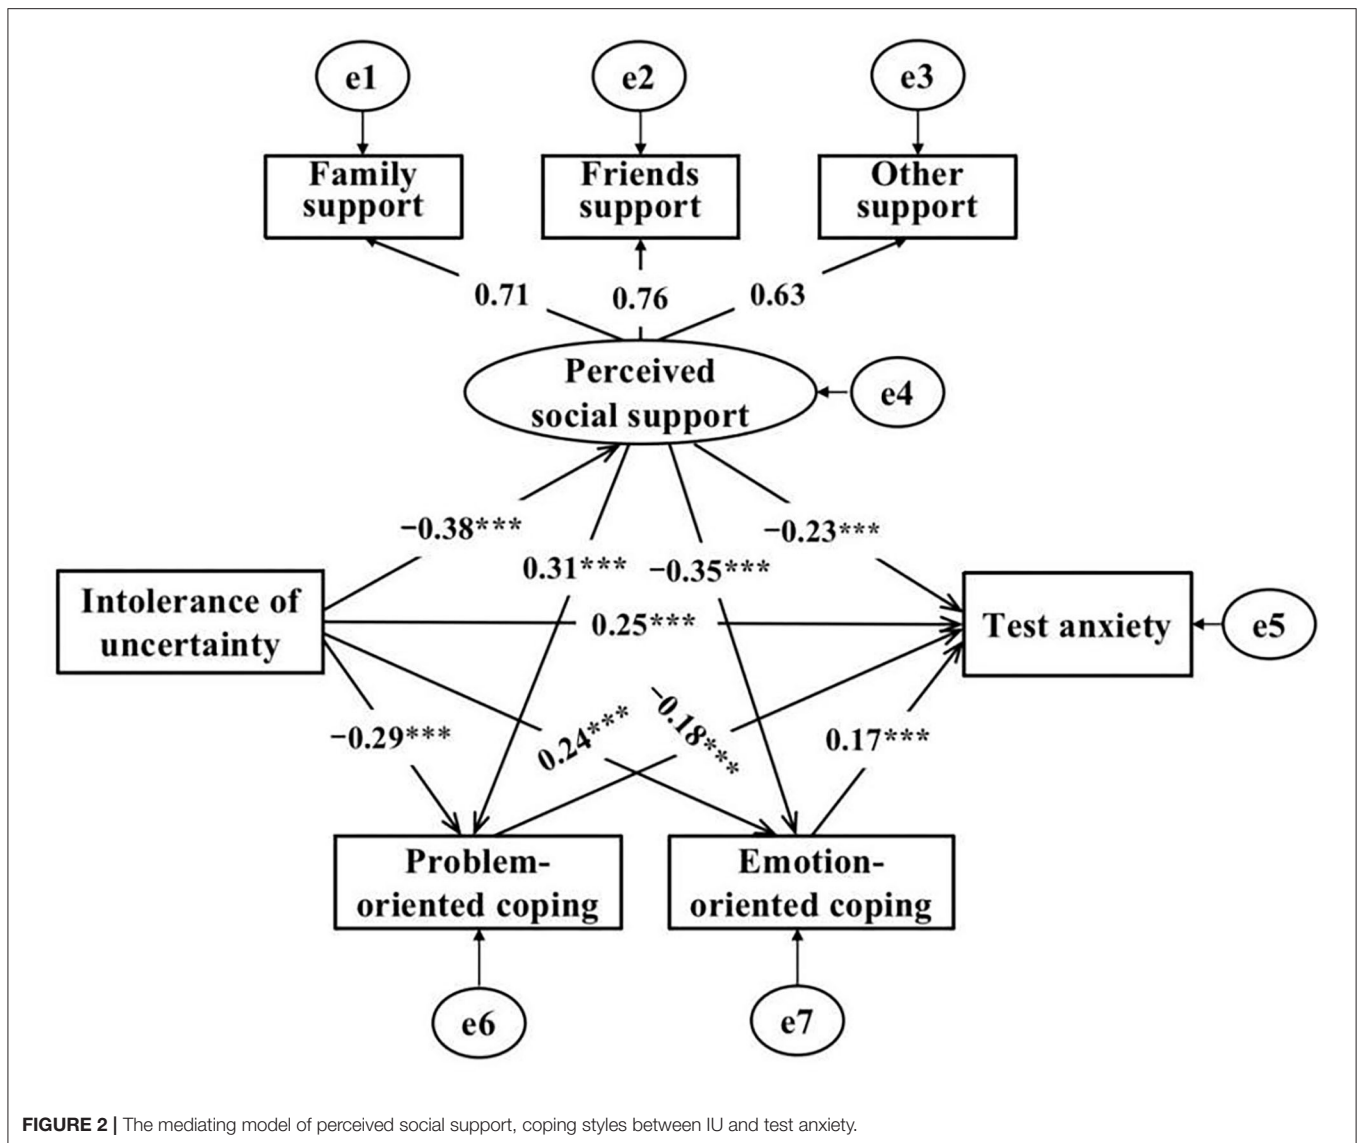 e1
e2
e3
Family
support
Friends
support
Other
support
0.71
0.76
0.63
Perceived
social support
e4
−0.38***
−0.23***
0.31***
−0.35***
Intolerance of
uncertainty
0.25***
Test anxiety
e5
−0.29***
0.24***
−0.18***
0.17***
Problem-
oriented coping
Emotion-
oriented coping
e6
e7
FIGURE 2 | The mediating model of perceived social support, coping styles between IU and test anxiety.